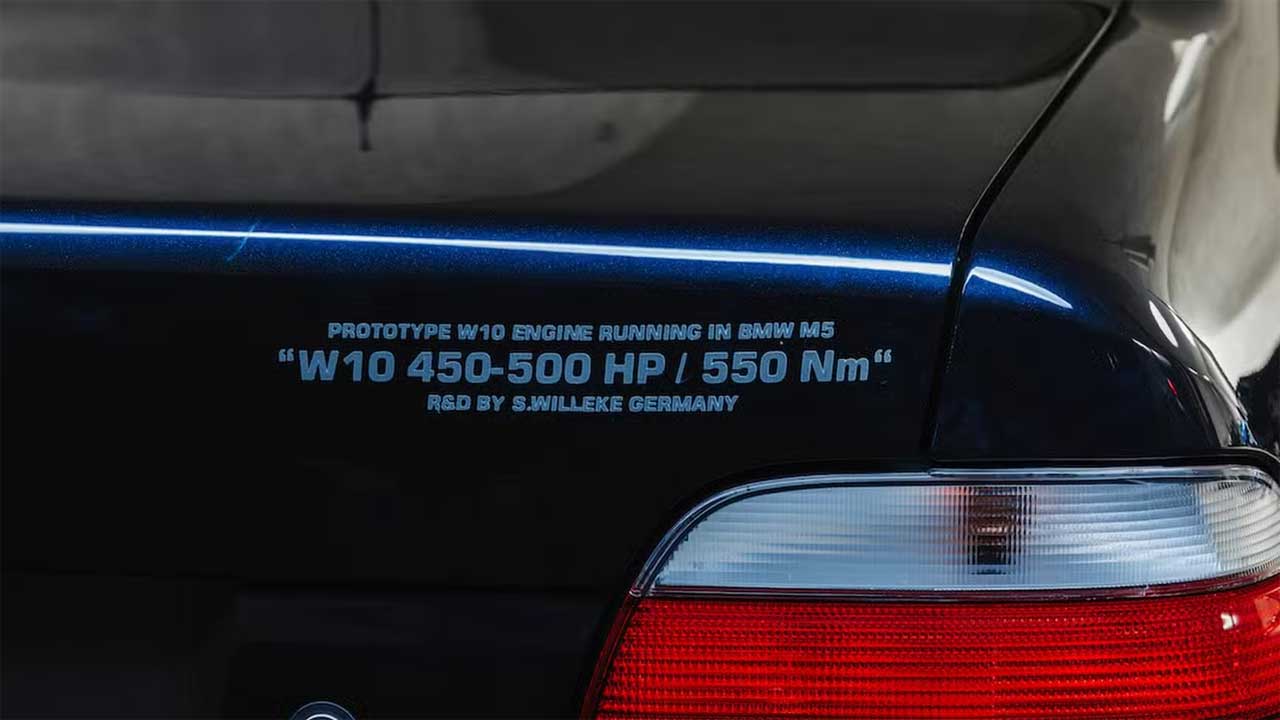 PROTOTYPE W10 ENGINE RUNNING IN BMW M5
“W10 450-500 HP / 550 Nm“
R&D BY S.WILLEKE GERMANY